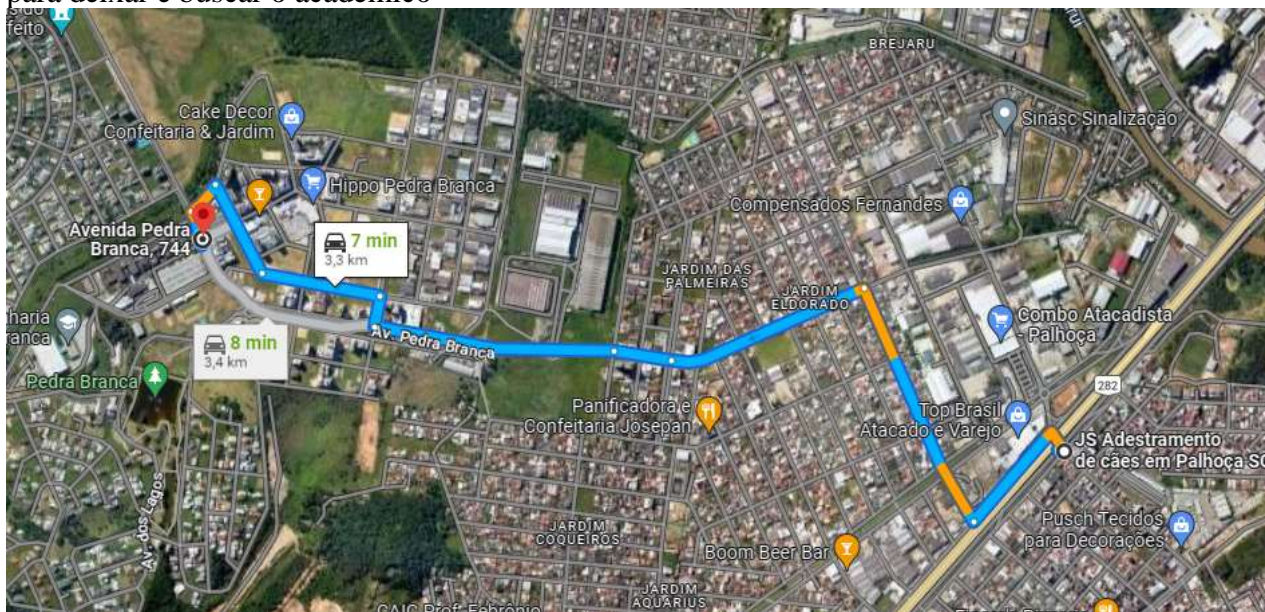 para deixar e buscar o acadêmico
feito
BREJARU
Cake Decor
Confeitaria & Jardim
Sinasc Sinalização
Hippo Pedra Branca
Compensados Fernandes
Avenida Pedra
Branca, 744
7 min
3,3 km
JARDIM DAS
PALMEIRAS
JARDIM
ELDORADO
Combo Atacadista
- Palhoça
Av. Pedra Branca
8 min
3,4 km
Pedra Branca
282
Panificadora e
Confeitaria Josepan
Top Brasil
Atacado e Varejo
JS Adestramento
de cães em Palhoça SC
Av. dos Lagos
JARDIM
COQUEIROS
Boom Beer Bar
Pusch Tecidos
para Decorações
JARDIM
AQUARIUS
CAIC Prof. Febrônio